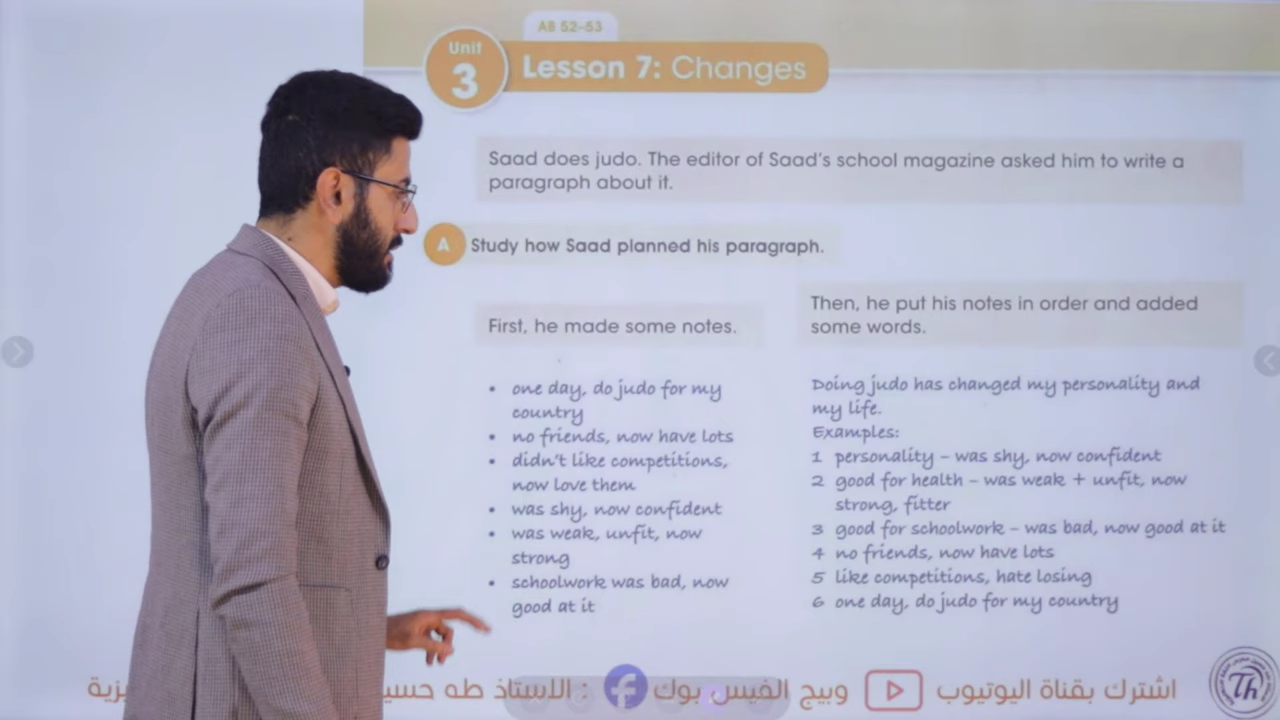 AB 52-53
Unit
3
Lesson 7: Changes
Saad does judo. The editor of Saad's school magazine asked him to write a
paragraph about it.
A Study how Saad planned his paragraph.
First, he made some notes.
• one day, do judo for my
country
• no friends, now have lots
• didn't like competitions,
now love them
• was shy, now confident
• was weak, unfit, now
strong
• schoolwork was bad, now
good at it
Then, he put his notes in order and added
some words.
Doing judo has changed my personality and
my life.
Examples:
1 personality – was shy, now confident
2 good for health – was weak + unfit, now
strong, fitter
3 good for schoolwork – was bad, now good at it
4 no friends, now have lots
5 like competitions, hate losing
6 one day, do judo for my country
اشترك بقناة اليوتيوب وبيج الفيس بوك : الاستاذ طه
Th